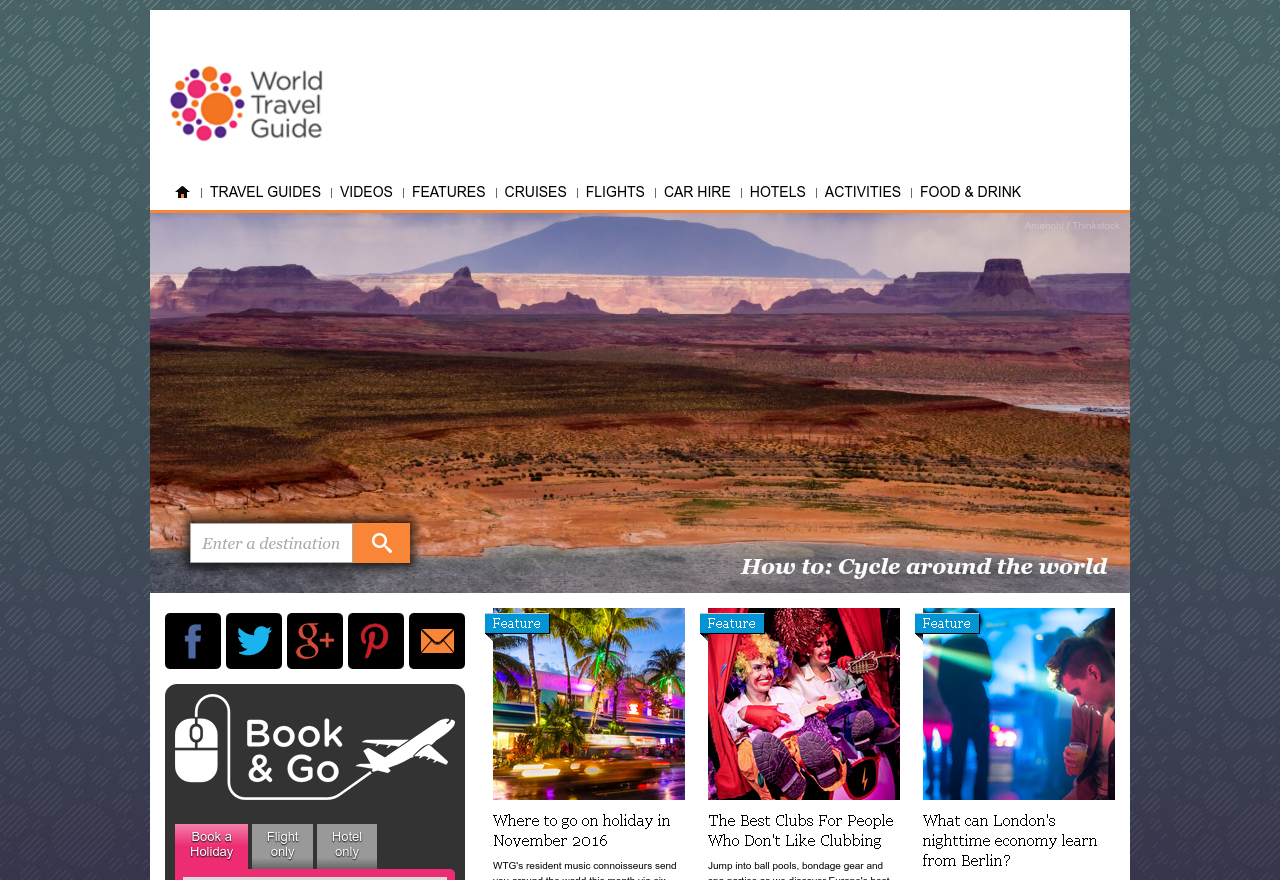 World
Travel
Guide
TRAVEL GUIDES
VIDEOS
FEATURES
CRUISES
FLIGHTS
CAR HIRE
HOTELS
ACTIVITIES
FOOD & DRINK
/ Thinkstock
Enter a destination
How to: Cycle around the world
Feature
Feature
Feature
Book
& Go
Where to go on holiday in
November 2016
WTG's resident music connoisseurs send
The Best Clubs For People
Who Don't Like Clubbing
Jump into ball pools, bondage gear and
What can London's
nighttime economy learn
from Berlin?
Book a
Holiday
Flight
only
Hotel
only